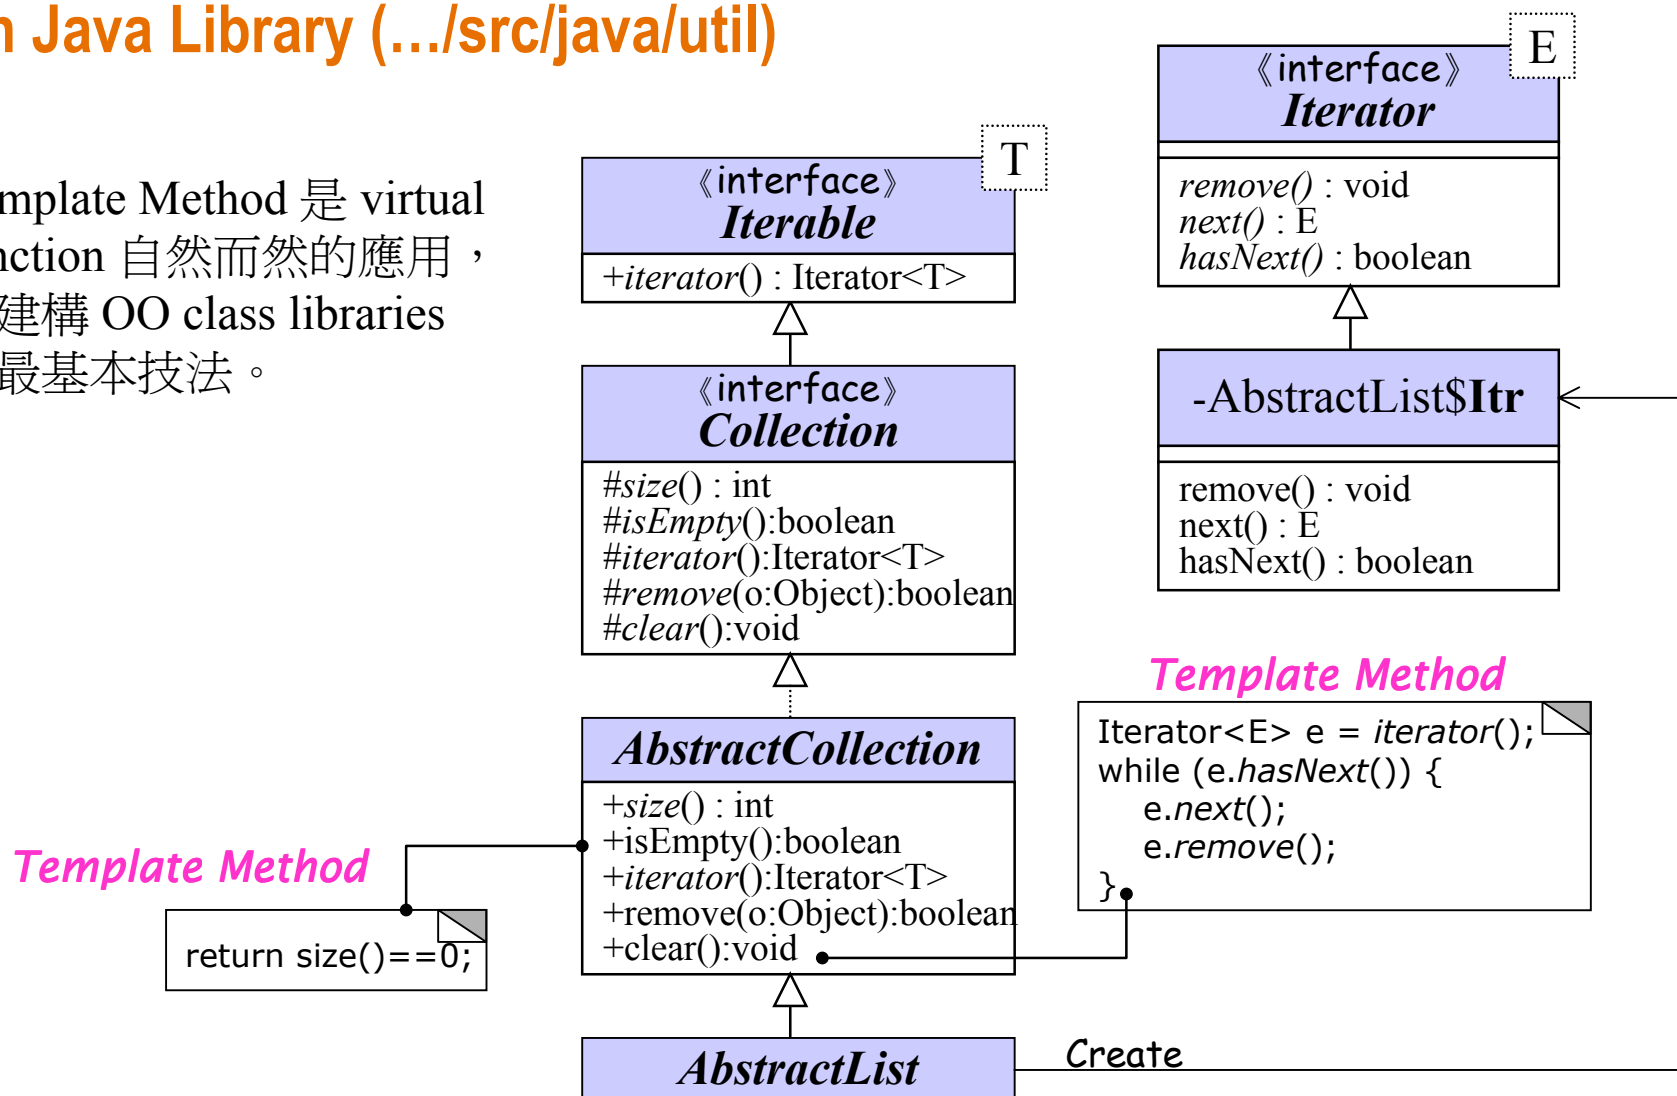 n Java Library (…/src/java/util)
mplate Method 是 virtual
nction 自然而然的應用，
建構 OO class libraries
最基本技法。
T
《interface》
Iterable
+iterator() : Iterator<T>
《interface》
Collection
#size() : int
#isEmpty():boolean
#iterator():Iterator<T>
#remove(o:Object):boolean
#clear():void
AbstractCollection
+size() : int
+isEmpty():boolean
+iterator():Iterator<T>
+remove(o:Object):boolean
+clear():void
AbstractList
Create
Template Method
return size()==0;
E
《interface》
Iterator
remove() : void
next() : E
hasNext() : boolean
-AbstractList$Itr
remove() : void
next() : E
hasNext() : boolean
Template Method
Iterator<E> e = iterator();
while (e.hasNext()) {
e.next();
e.remove();
}